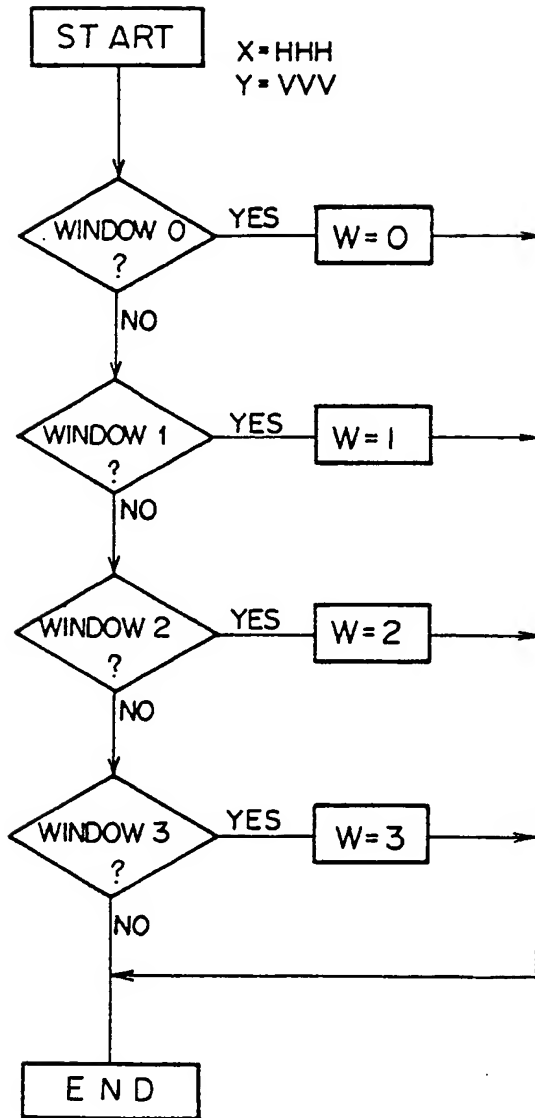 START
X=HHH
Y=VVV
WINDOW 0
?
YES
W=0
NO
WINDOW 1
?
YES
W=1
NO
WINDOW 2
?
YES
W=2
NO
WINDOW 3
?
YES
W=3
NO
END